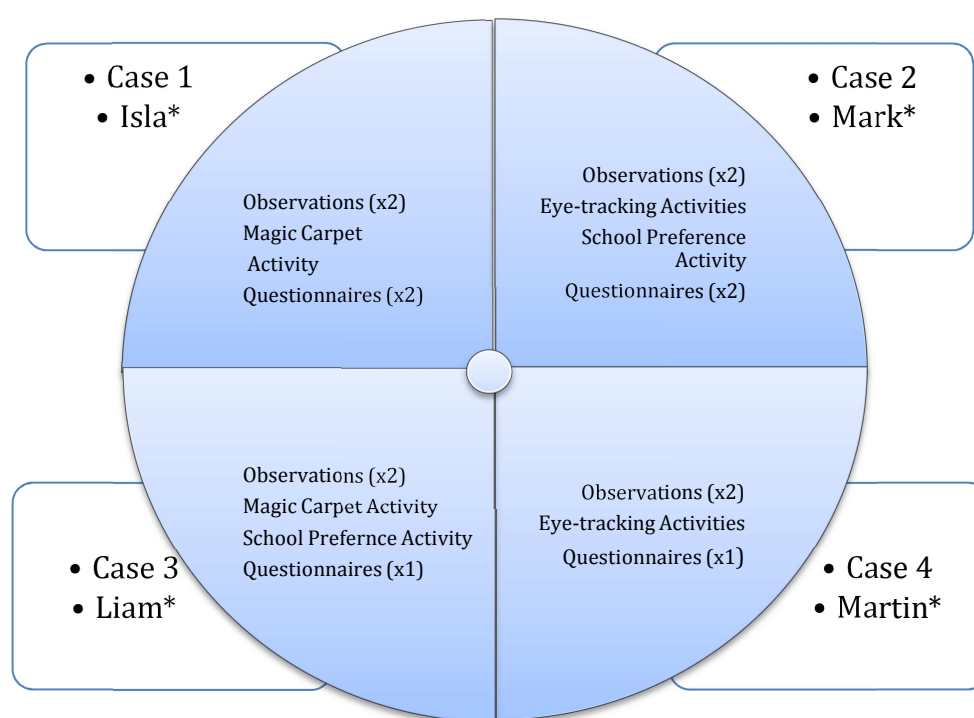 • Case 1
• Isla*
Observations (x2)
Magic Carpet
Activity
Questionnaires (x2)
• Case 2
• Mark*
Observations (x2)
Eye-tracking Activities
School Preference
Activity
Questionnaires (x2)
• Case 3
• Liam*
Observations (x2)
Magic Carpet Activity
School Prefernce Activity
Questionnaires (x1)
• Case 4
• Martin*
Observations (x2)
Eye-tracking Activities
Questionnaires (x1)